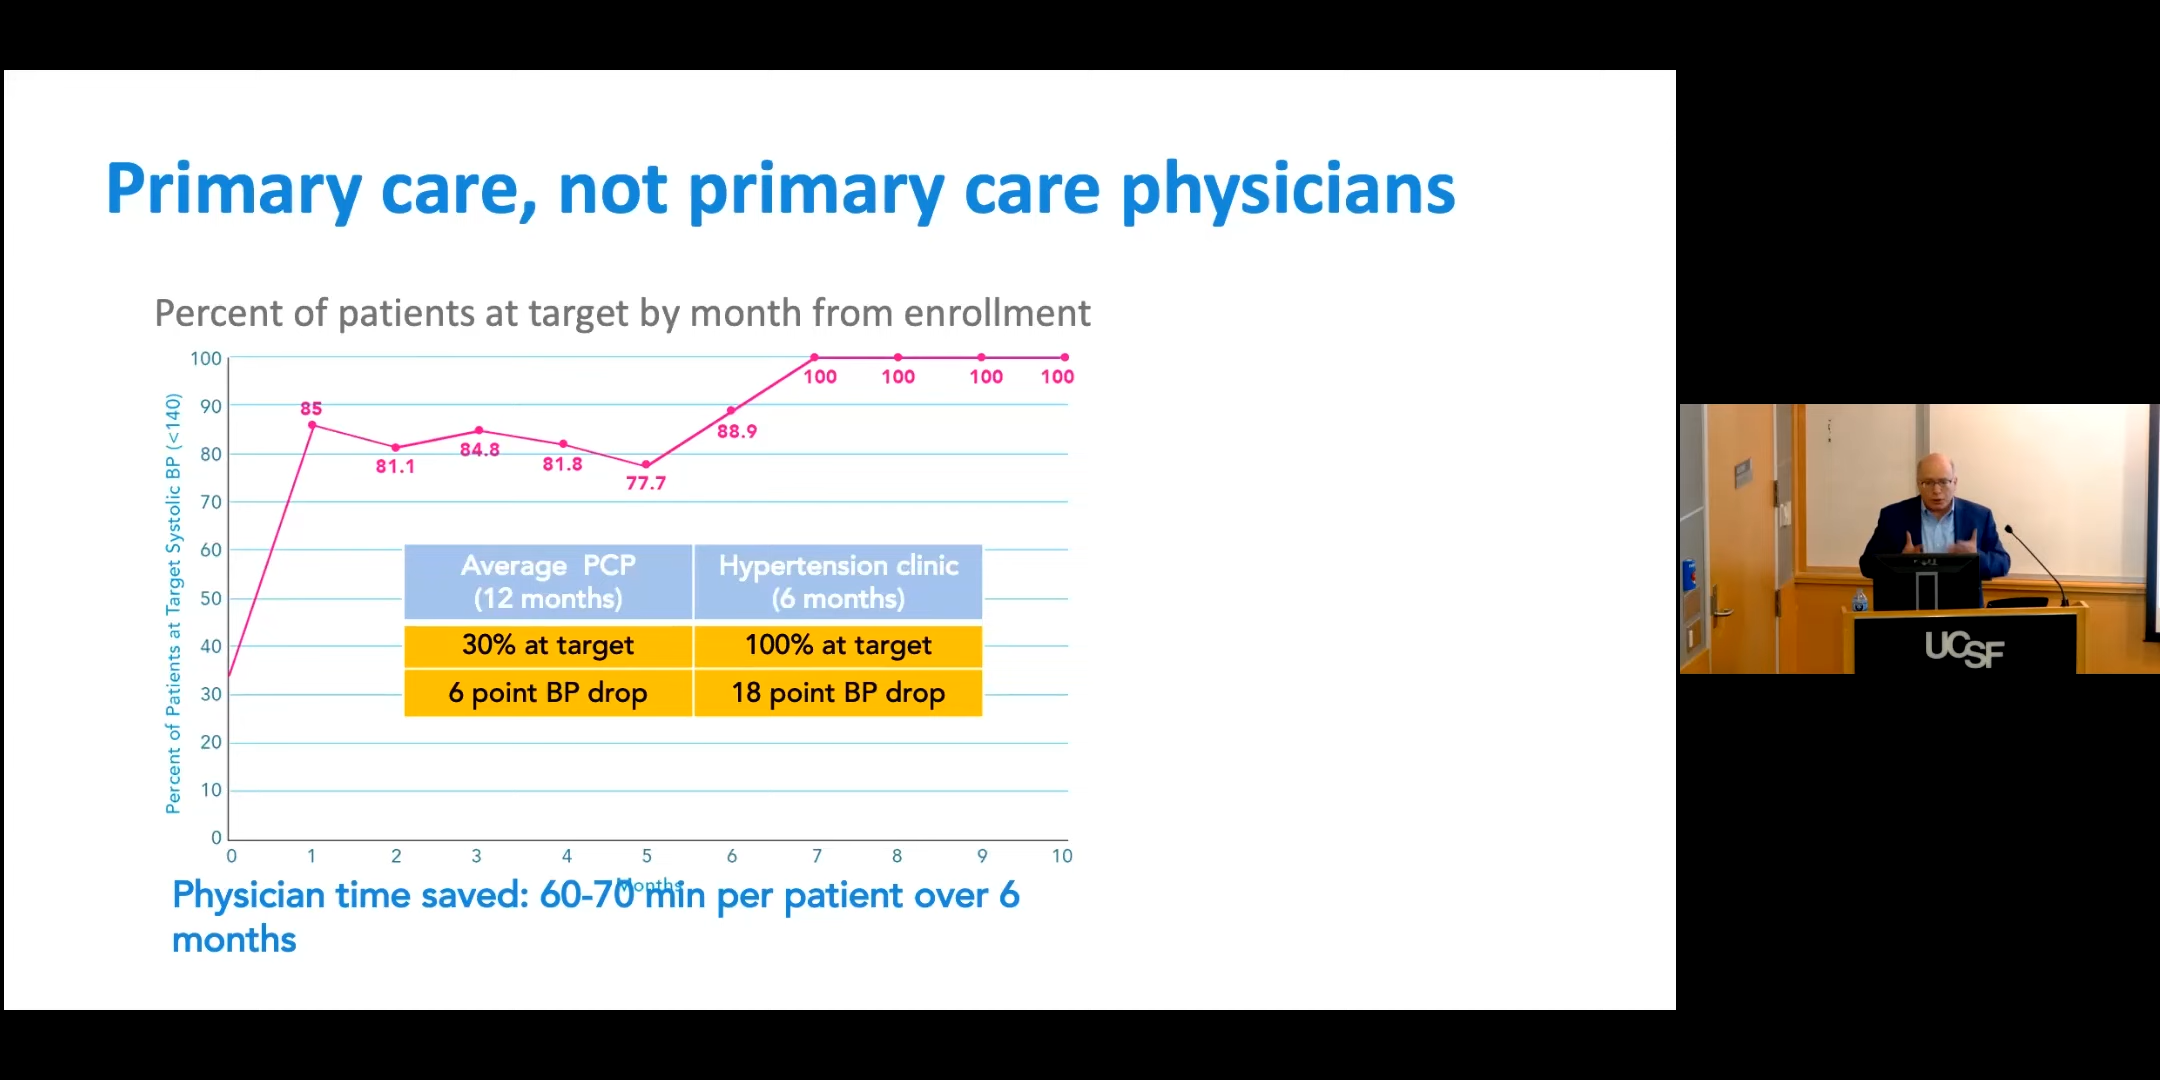 Primary care, not primary care physicians
Percent of patients at target by month from enrollment
Percent of Patients at Target Systolic BP (<140)
100
90
80
70
60
50
40
30
20
10
0
85
81.1
84.8
81.8
77.7
88.9
100
100
100
100
Average PCP Hypertension clinic
(12 months) (6 months)
30% at target 100% at target
6 point BP drop 18 point BP drop
0 1 2 3 4 5 6 7 8 9 10
Months
Physician time saved: 60-70 min per patient over 6
months
UCSF